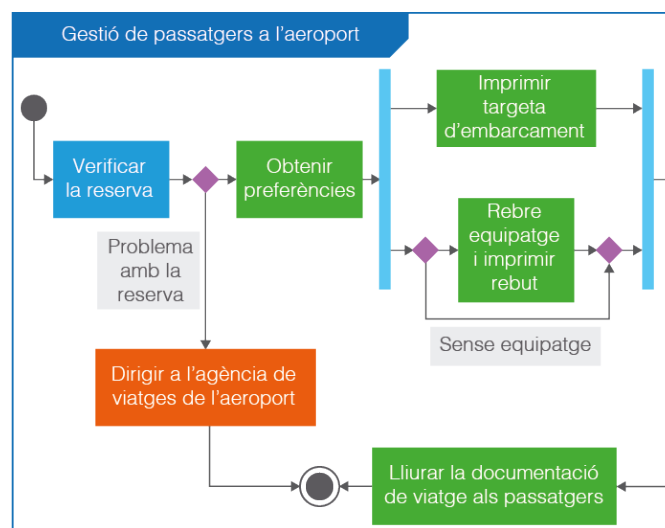 Gestió de passatgers a l'aeroport
Imprimir
targeta
d'embarcament
Verificar
la reserva
Obtenir
preferències
Rebre
equipatge
i imprimir
rebut
Problema
amb la
reserva
Sense equipatge
Dirigir a l'agència de
viatges de l'aeroport
Lliurar la documentació
de viatge als passatgers